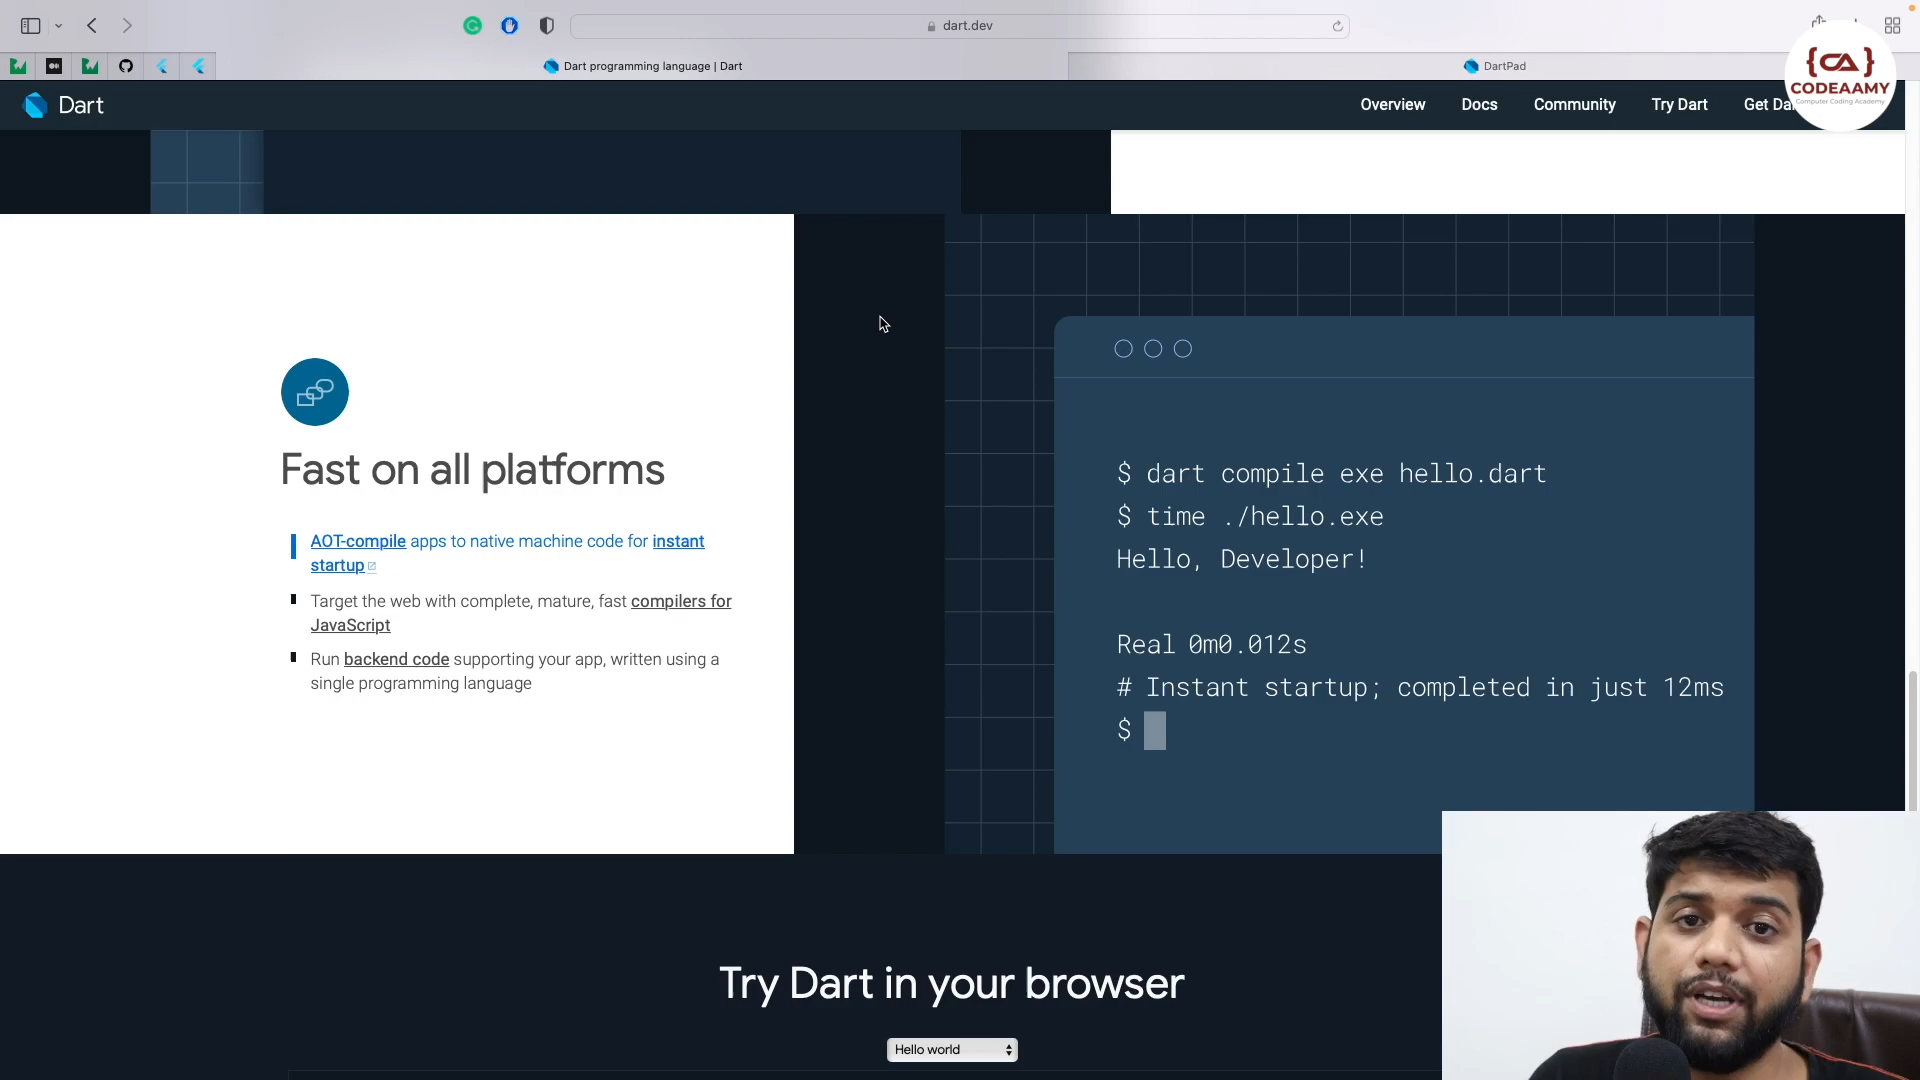 dart.dev
Dart programming language | Dart
DartPad
{CA}
CODEAAMY
Computer Coding Academy
Dart
Overview
Docs
Community
Try Dart
Get Da
Fast on all platforms
AOT-compile apps to native machine code for instant
startup
Target the web with complete, mature, fast compilers for
JavaScript
Run backend code supporting your app, written using a
single programming language
$ dart compile exe hello.dart
$ time ./hello.exe
Hello, Developer!
Real 0m0.012s
# Instant startup; completed in just 12ms
$
Try Dart in your browser
Hello world